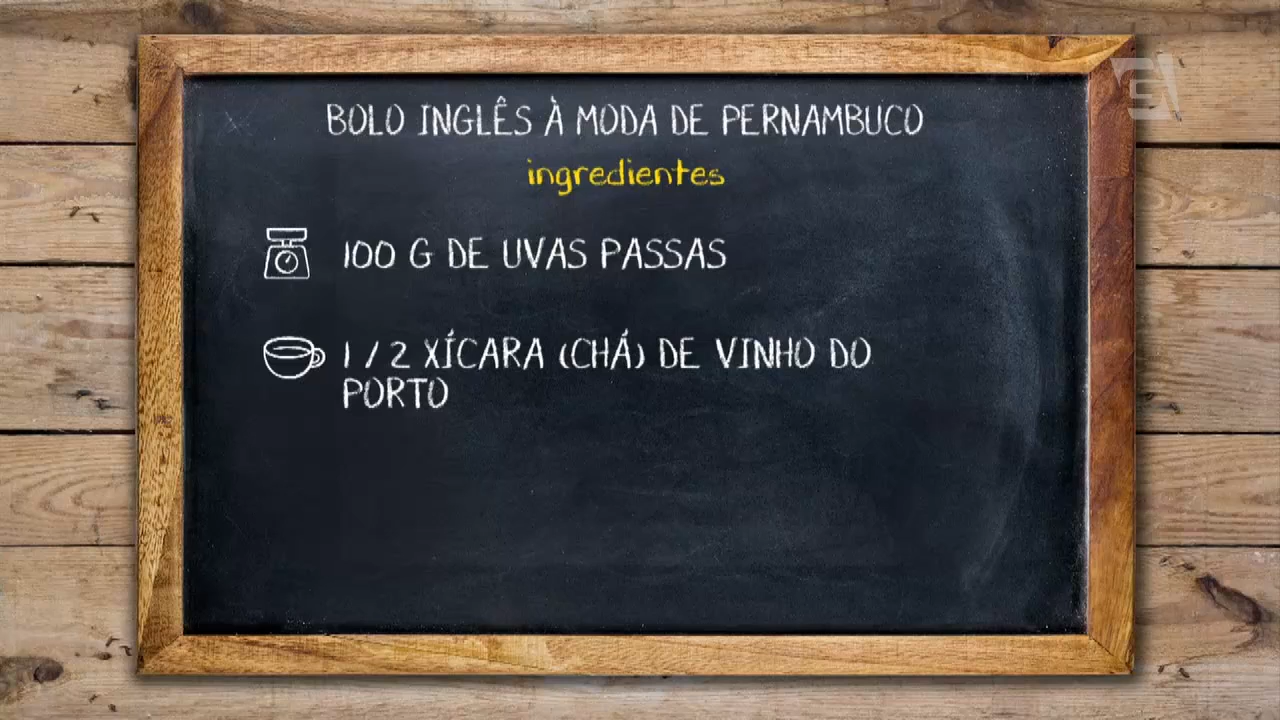 BOLO INGLÊS À MODA DE PERNAMBUCO
ingredientes
100 G DE UVAS PASSAS
1 / 2 XÍCARA (CHÁ) DE VINHO DO
PORTO